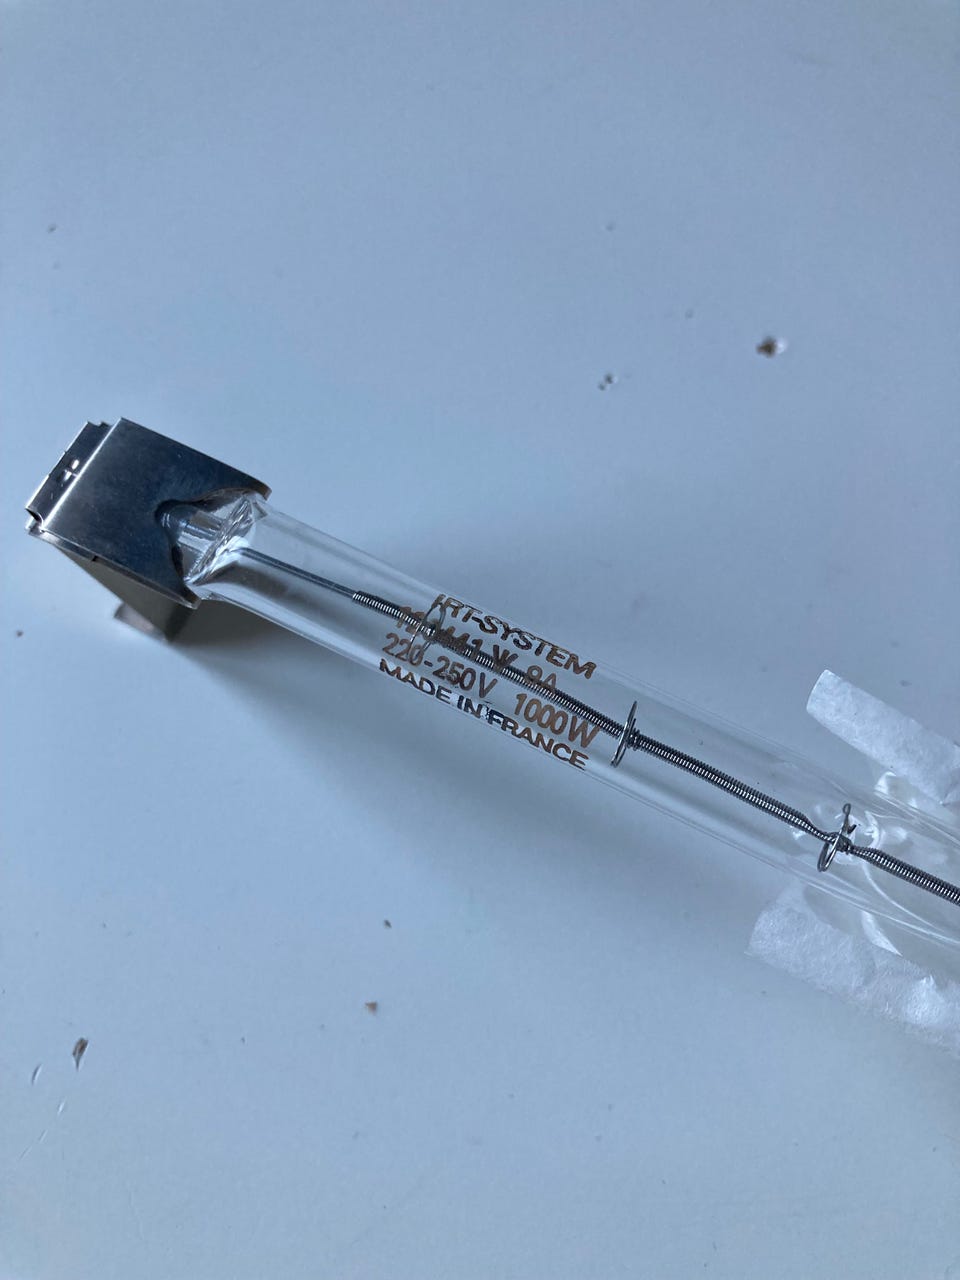 IRT-SYSTEM
220-250V 1000W
MADE IN FRANCE